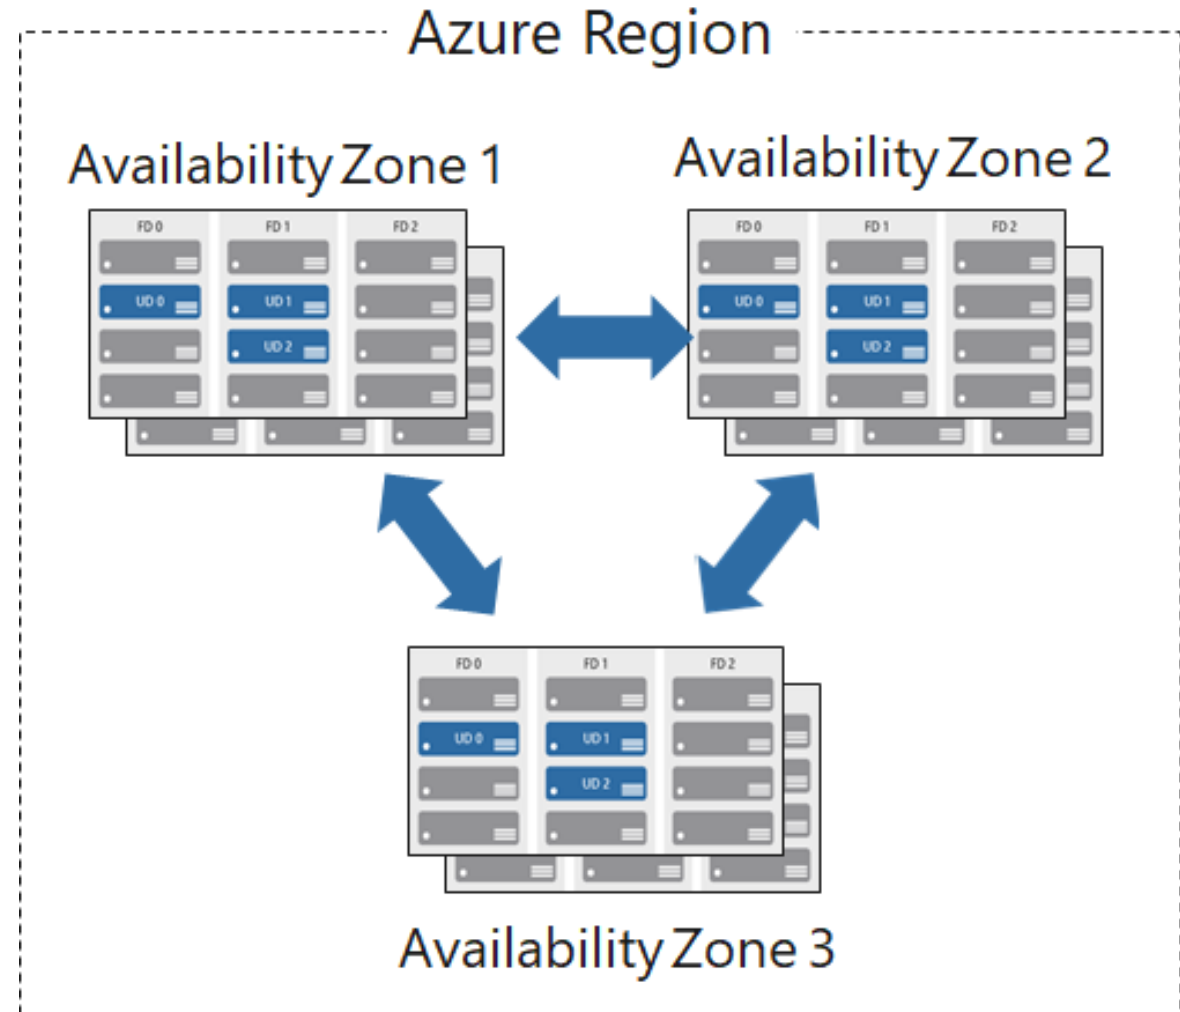 Azure Region
Availability Zone 1
FD 0 FD 1 FD 2
UD 0 UD 1
UD 2
Availability Zone 2
FD 0 FD 1 FD 2
UD 0 UD 1
UD 2
FD 0 FD 1 FD 2
UD 0 UD 1
UD 2
Availability Zone 3